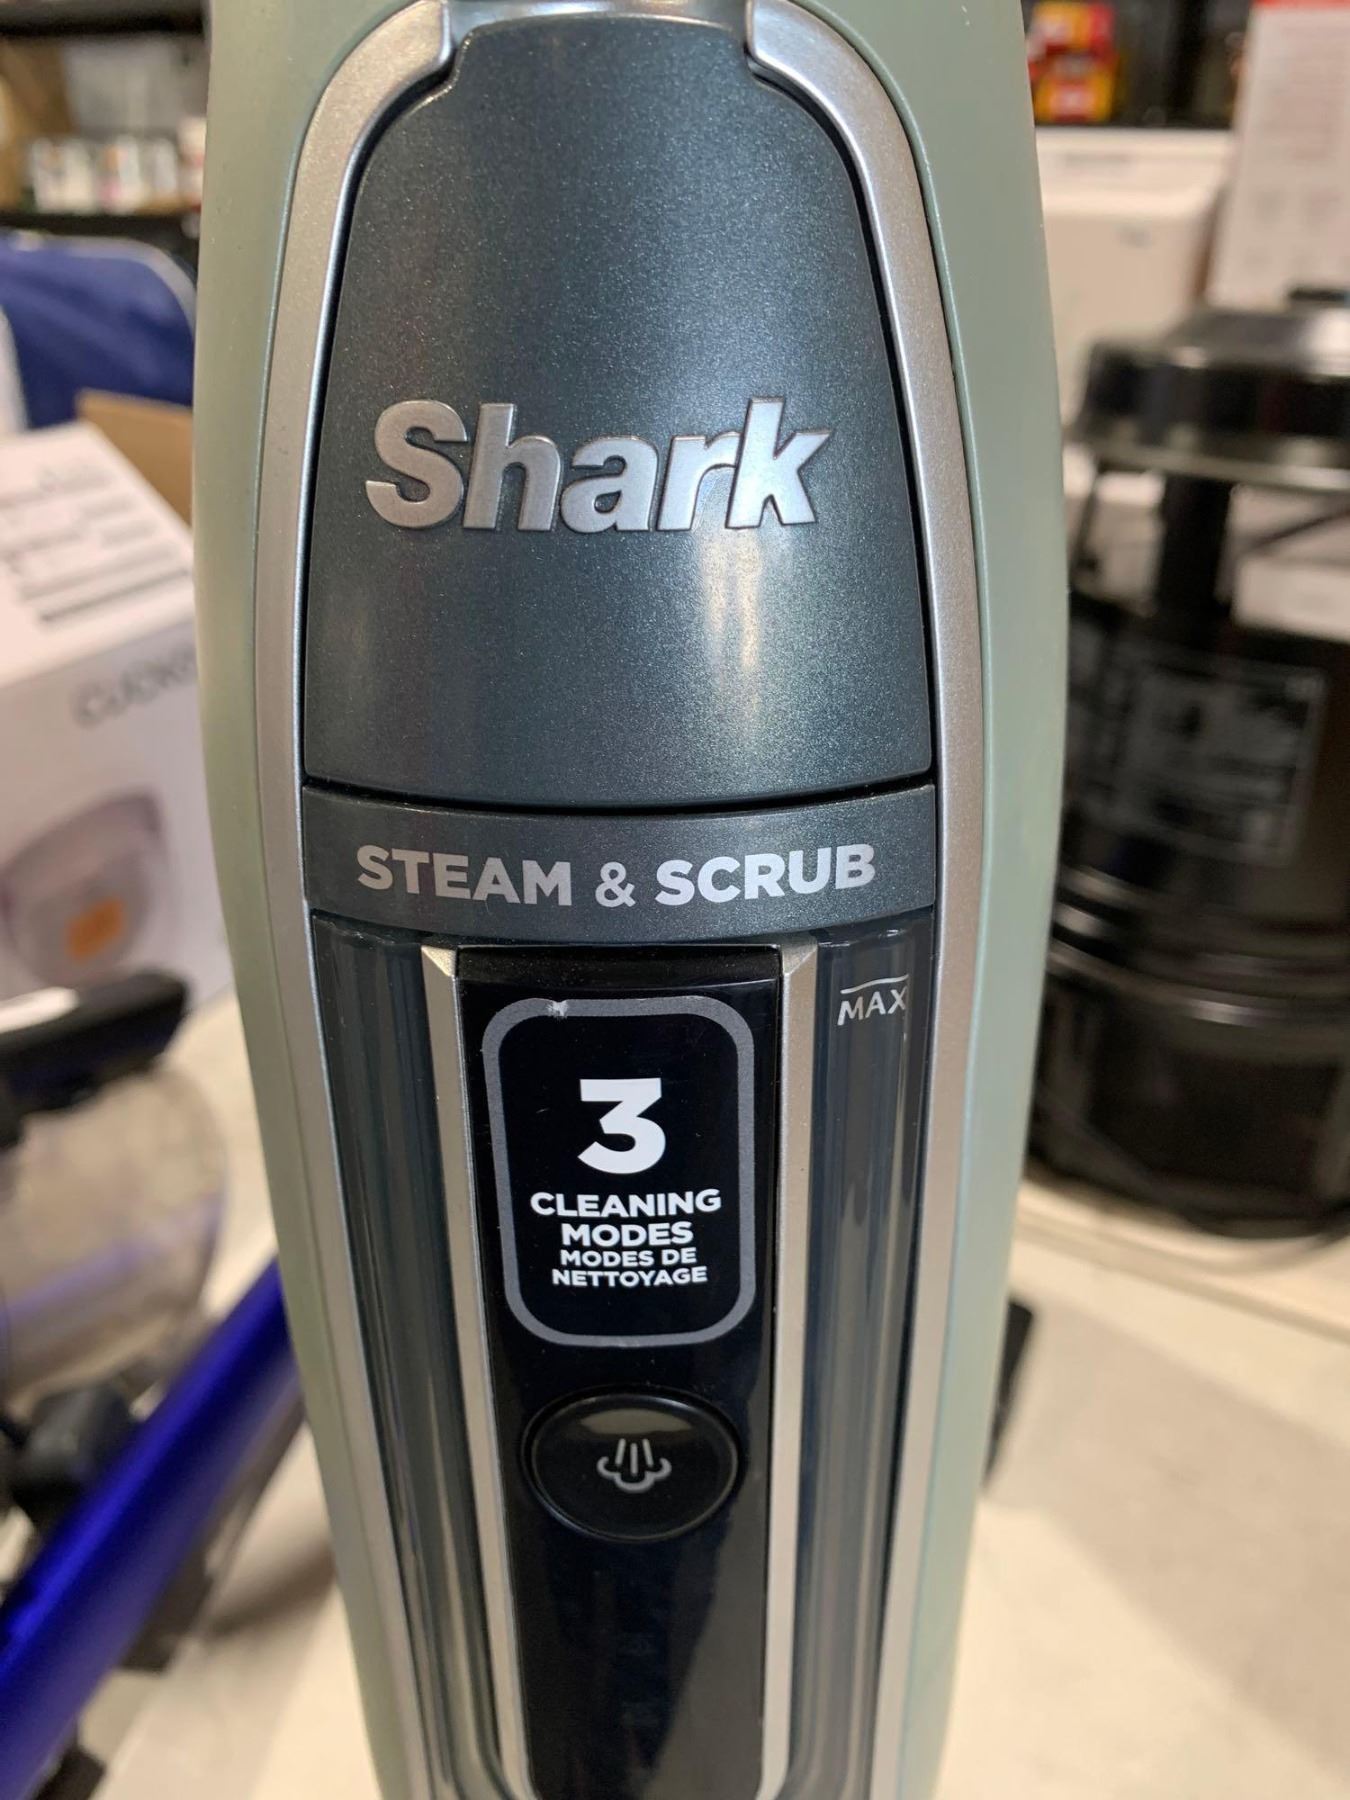 Shark
STEAM & SCRUB
MAX
3
CLEANING
MODES
MODES DE
NETTOYAGE